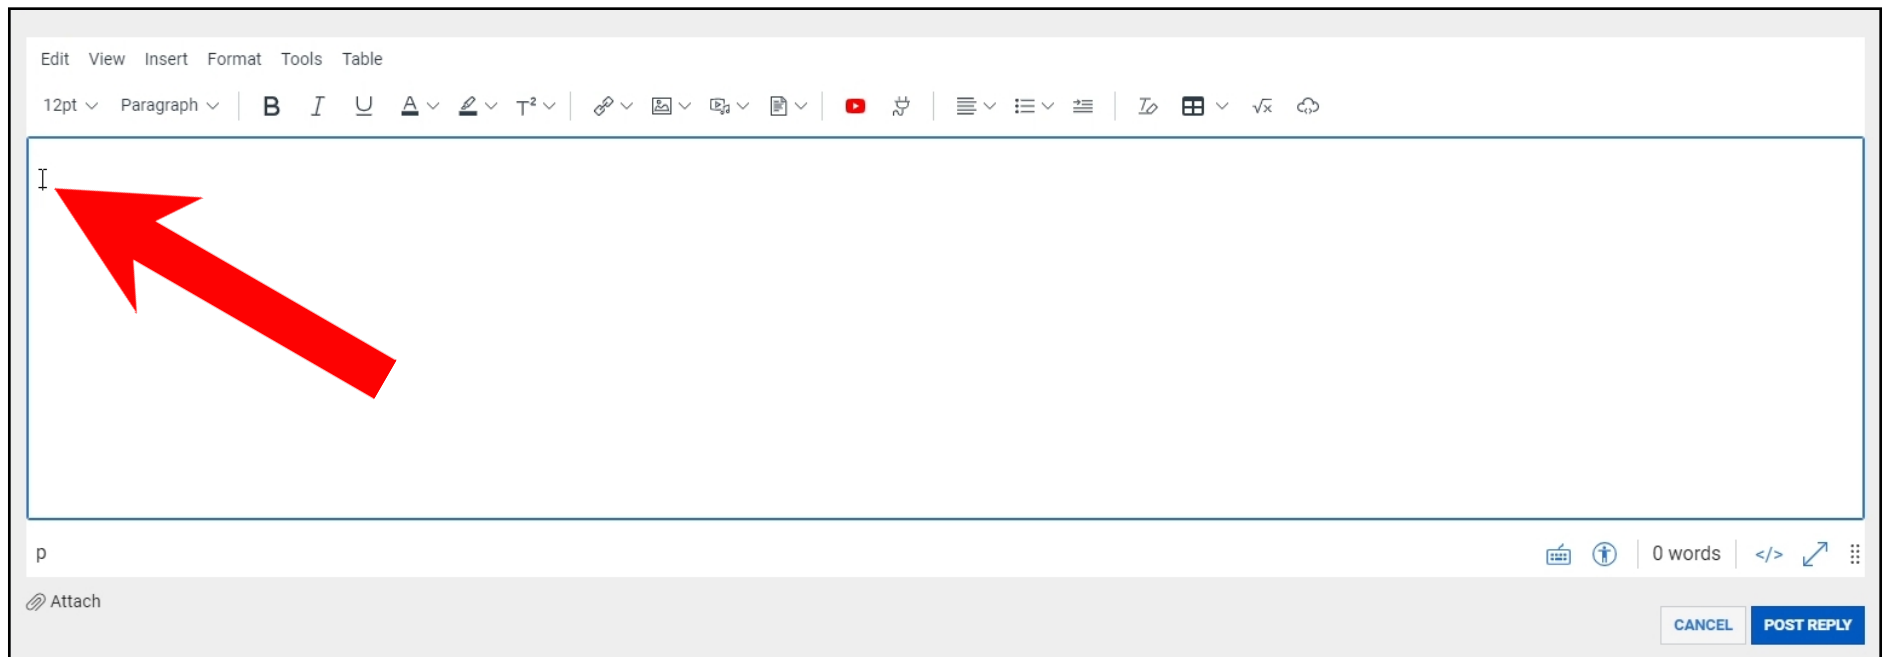 Edit View Insert Format Tools Table
12pt Paragraph B I U A T²  √x
p 0 words </>
Attach
CANCEL POST REPLY